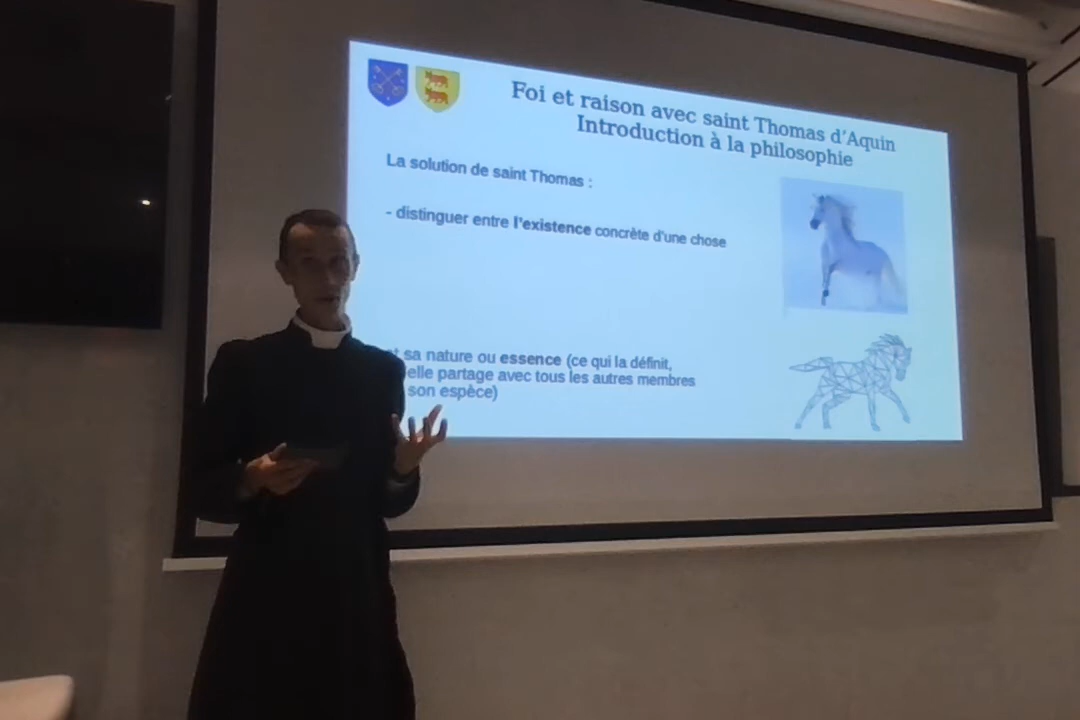 Foi et raison avec saint Thomas d'Aquin
Introduction à la philosophie
La solution de saint Thomas :
- distinguer entre l'existence concrète d'une chose
sa nature ou essence (ce qui la définit,
elle partage avec tous les autres membres
son espèce)